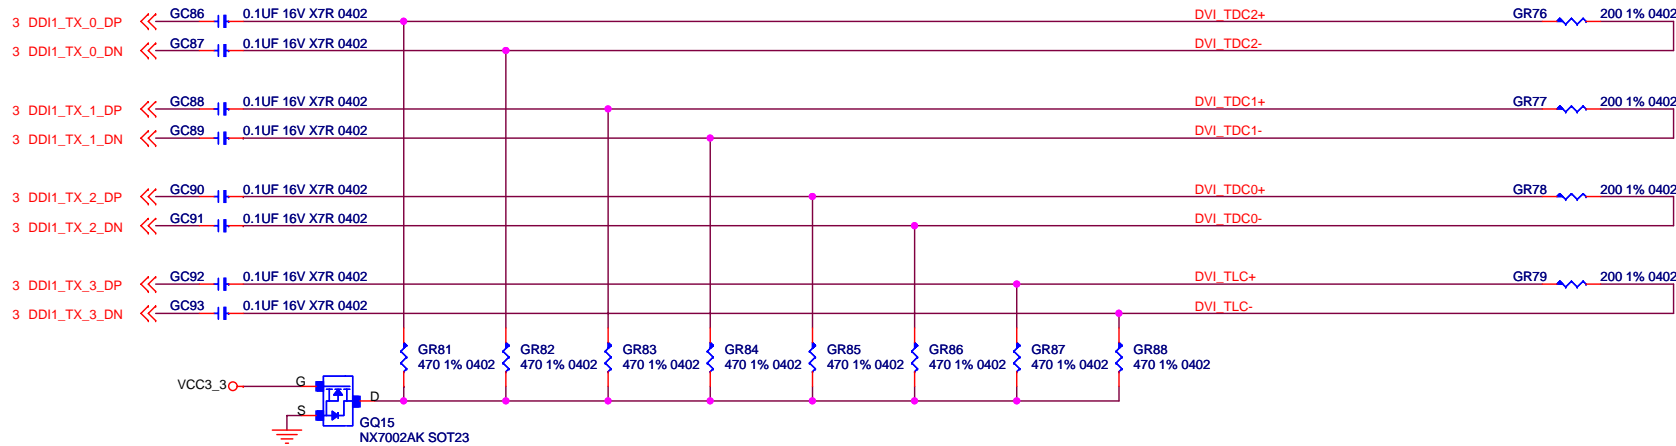 3 DDI1_TX_0_DP GC86 0.1UF 16V X7R 0402 DVI_TDC2+ GR76 200 1% 0402
3 DDI1_TX_0_DN GC87 0.1UF 16V X7R 0402 DVI_TDC2-
3 DDI1_TX_1_DP GC88 0.1UF 16V X7R 0402 DVI_TDC1+ GR77 200 1% 0402
3 DDI1_TX_1_DN GC89 0.1UF 16V X7R 0402 DVI_TDC1-
3 DDI1_TX_2_DP GC90 0.1UF 16V X7R 0402 DVI_TDC0+ GR78 200 1% 0402
3 DDI1_TX_2_DN GC91 0.1UF 16V X7R 0402 DVI_TDC0-
3 DDI1_TX_3_DP GC92 0.1UF 16V X7R 0402 DVI_TLC+ GR79 200 1% 0402
3 DDI1_TX_3_DN GC93 0.1UF 16V X7R 0402 DVI_TLC-
GR81 GR82 GR83 GR84 GR85 GR86 GR87 GR88
470 1% 0402 470 1% 0402 470 1% 0402 470 1% 0402 470 1% 0402 470 1% 0402 470 1% 0402 470 1% 0402
VCC3_3 G
D
S
GQ15
NX7002AK SOT23